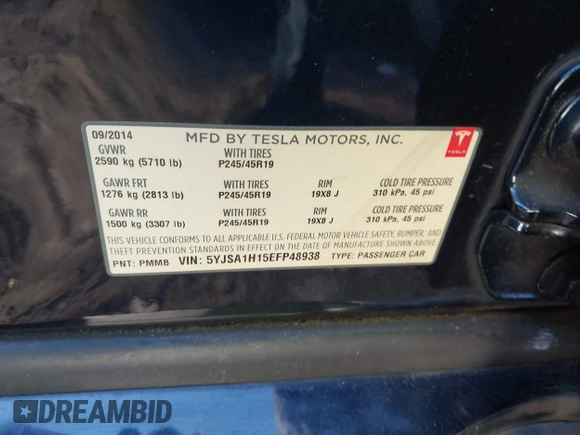 09/2014 MFD BY TESLA MOTORS, INC.
TESLA
GVWR WITH TIRES
2590 kg (5710 lb) P245/45R19
GAWR FRT WITH TIRES RIM COLD TIRE PRESSURE
1276 kg (2813 lb) P245/45R19 19X8 J 310 kPa, 45 psi
GAWR RR WITH TIRES RIM COLD TIRE PRESSURE
1500 kg (3307 lb) P245/45R19 19X8 J 310 kPa, 45 psi
THIS VEHICLE CONFORMS TO ALL APPLICABLE U.S. FEDERAL MOTOR VEHICLE SAFETY, BUMPER, AND
THEFT PREVENTION STANDARDS IN EFFECT ON THE DATE OF MANUFACTURE SHOWN ABOVE.
PNT: PMMB VIN: 5YJSA1H15EFP48938 TYPE: PASSENGER CAR
DREAMBID